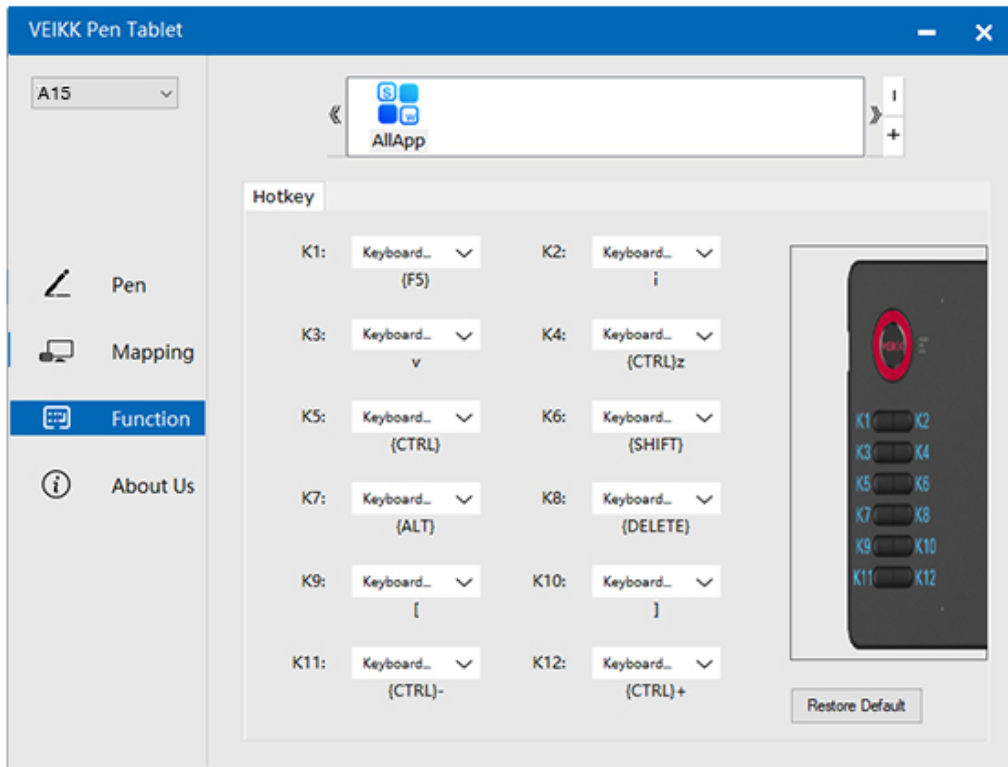 VEIKK Pen Tablet
A15
AllApp
Hotkey
K1: Keyboard... K2: Keyboard...
{F5} i
K3: Keyboard... K4: Keyboard...
v {CTRL}z
K5: Keyboard... K6: Keyboard...
{CTRL} {SHIFT}
K7: Keyboard... K8: Keyboard...
{ALT} {DELETE}
K9: Keyboard... K10: Keyboard...
[ ]
K11: Keyboard... K12: Keyboard...
{CTRL}- {CTRL}+
Pen
Mapping
Function
About Us
VEIKK
K1 K2
K3 K4
K5 K6
K7 K8
K9 K10
K11 K12
Restore Default